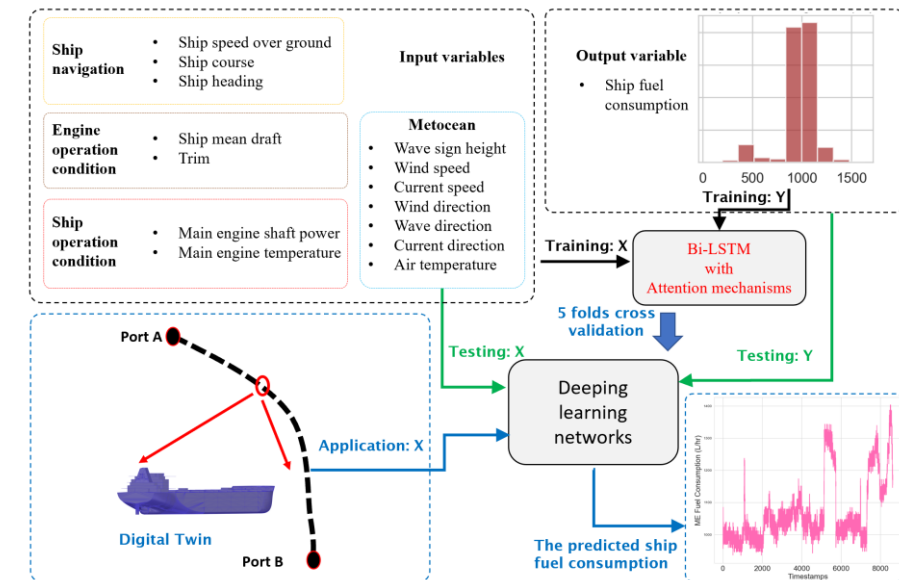 Ship
navigation
• Ship speed over ground
• Ship course
• Ship heading
Input variables
Engine
operation
condition
• Ship mean draft
• Trim
Ship
operation
condition
• Main engine shaft power
• Main engine temperature
Metocean
• Wave sign height
• Wind speed
• Current speed
• Wind direction
• Wave direction
• Current direction
• Air temperature
Output variable
• Ship fuel
consumption
0 500 1000 1500
Training: Y
Training: X
Bi-LSTM
with
Attention mechanisms
5 folds cross
validation
Testing: X
Testing: Y
Deeping
learning
networks
Port A
Application: X
Digital Twin
Port B
The predicted ship
fuel consumption
ME Fuel Consumption (L/hr)
0 2000 4000 6000 8000
Timestamps